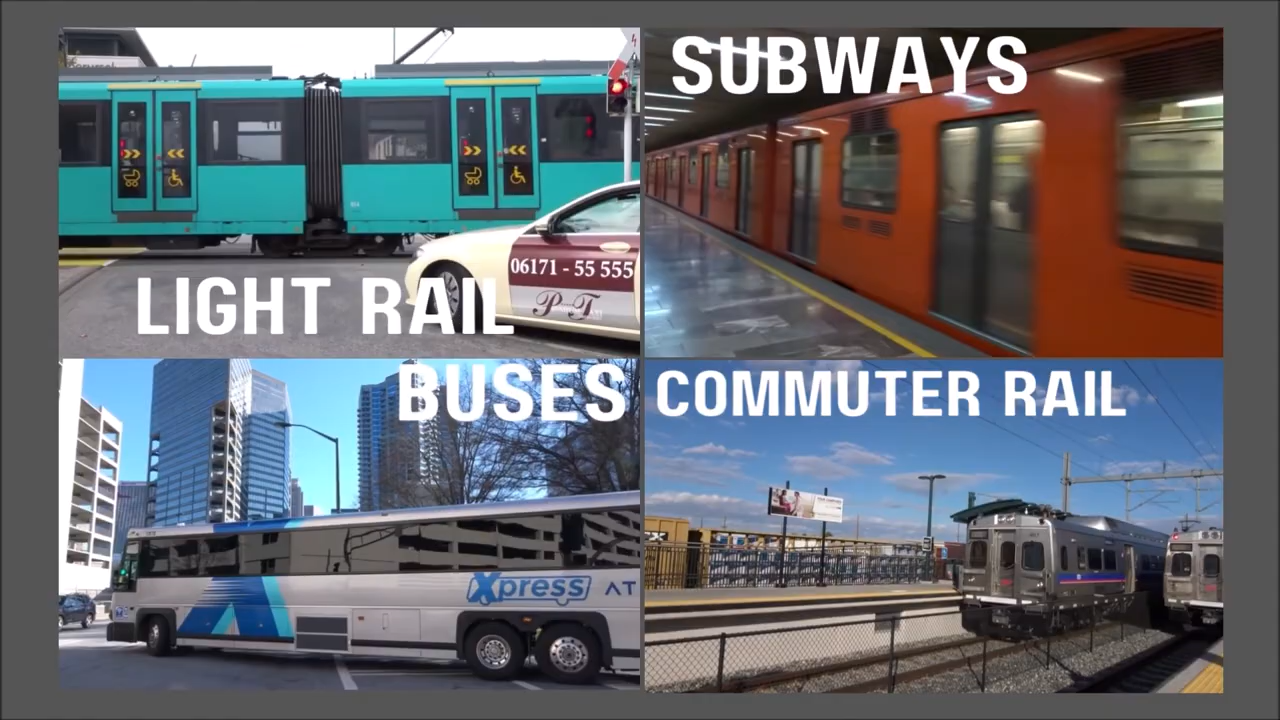 LIGHT RAIL
06171 - 55 555
SUBWAYS
BUSES
Xpress AT
COMMUTER RAIL